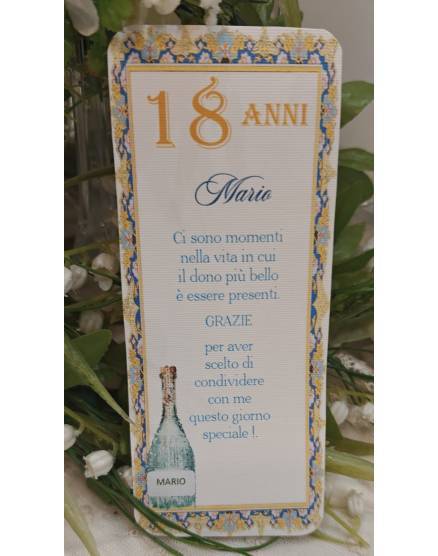 18 ANNI
Mario
Ci sono momenti
nella vita in cui
il dono più bello
è essere presenti.
GRAZIE
per aver
scelto di
condividere
con me
questo giorno
speciale !.
MARIO